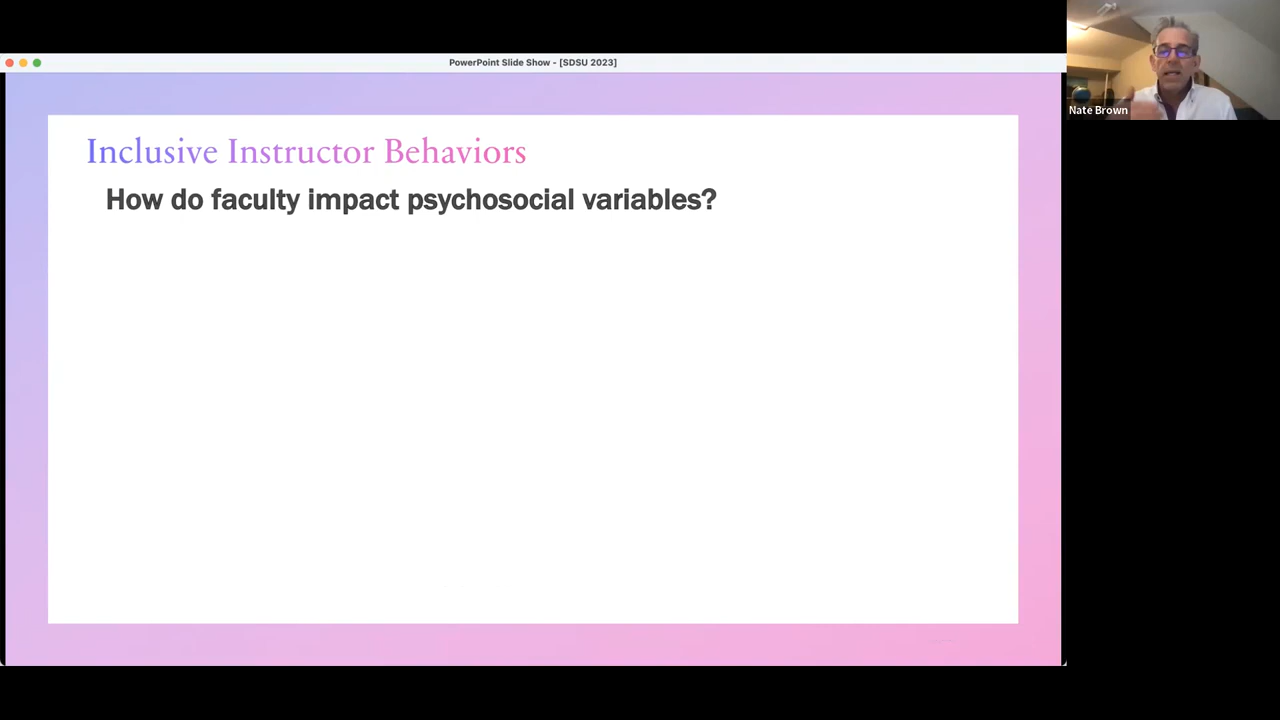 PowerPoint Slide Show - [SDSU 2023]
Nate Brown
Inclusive Instructor Behaviors
How do faculty impact psychosocial variables?